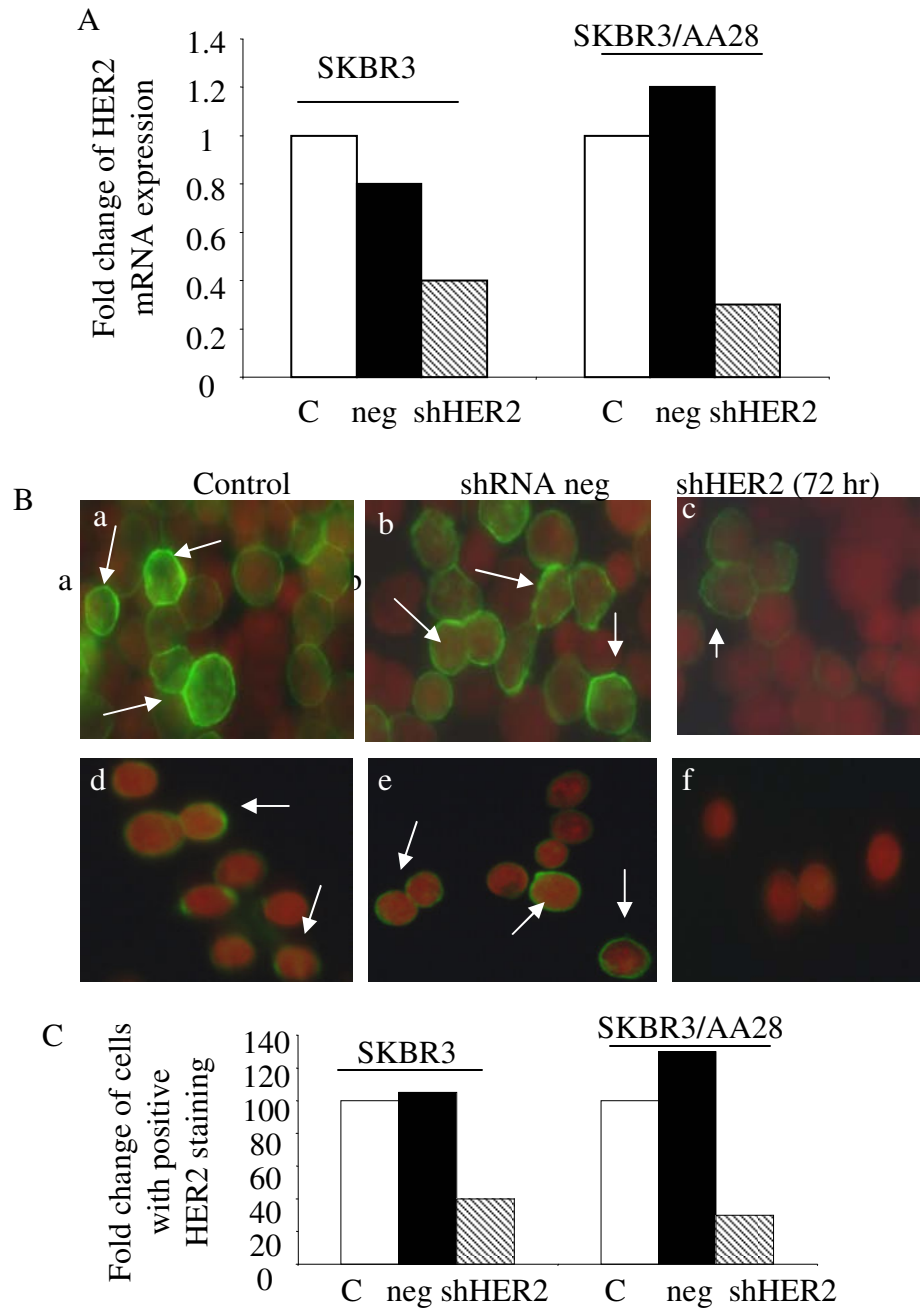 A
Fold change of HER2
mRNA expression
1.4
1.2
1
0.8
0.6
0.4
0.2
0
SKBR3
SKBR3/AA28
C neg shHER2
C neg shHER2
B
Control
shRNA neg
shHER2 (72 hr)
a
b
c
a
d
e
f
C
Fold change of cells
with positive
HER2 staining
140
120
100
80
60
40
20
0
SKBR3
SKBR3/AA28
C neg shHER2
C neg shHER2